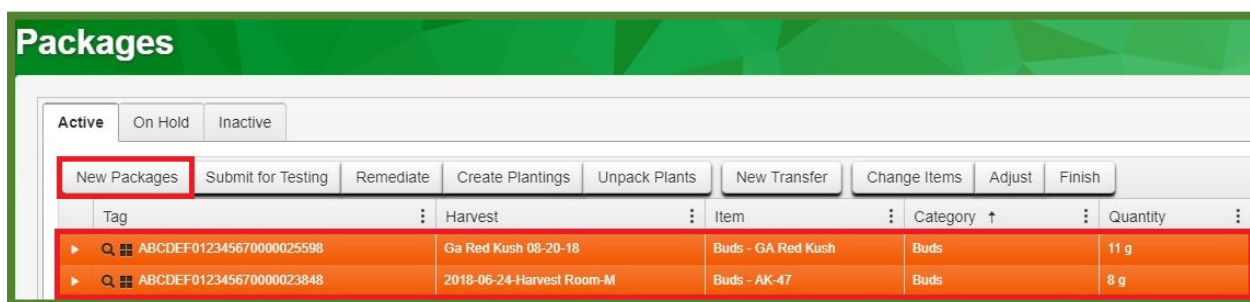 Packages
Active On Hold Inactive
New Packages Submit for Testing Remediate Create Plantings Unpack Plants New Transfer Change Items Adjust Finish
Tag Harvest Item Category ↑ Quantity
ABCDEF012345670000025598 Ga Red Kush 08-20-18 Buds - GA Red Kush Buds 11 g
ABCDEF012345670000023848 2018-06-24-Harvest Room-M Buds - AK-47 Buds 8 g